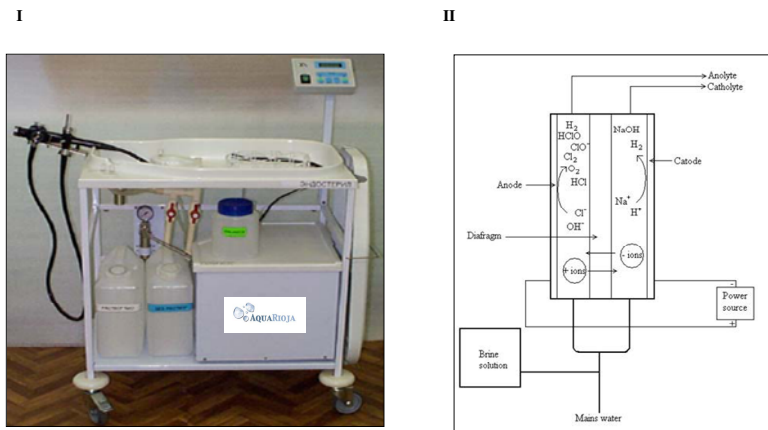 I
II
ЭНДОСТЕРИЛ
©AQUARIOJA
Anolyte
Catholyte
H2
HClO
ClO-
Cl2
O2
HCl
Cl-
OH-
NaOH
H2
Na+
H+
Anode
Catode
Diafragm
- ions
+ ions
-
Power
source
+
Brine
solution
Mains water